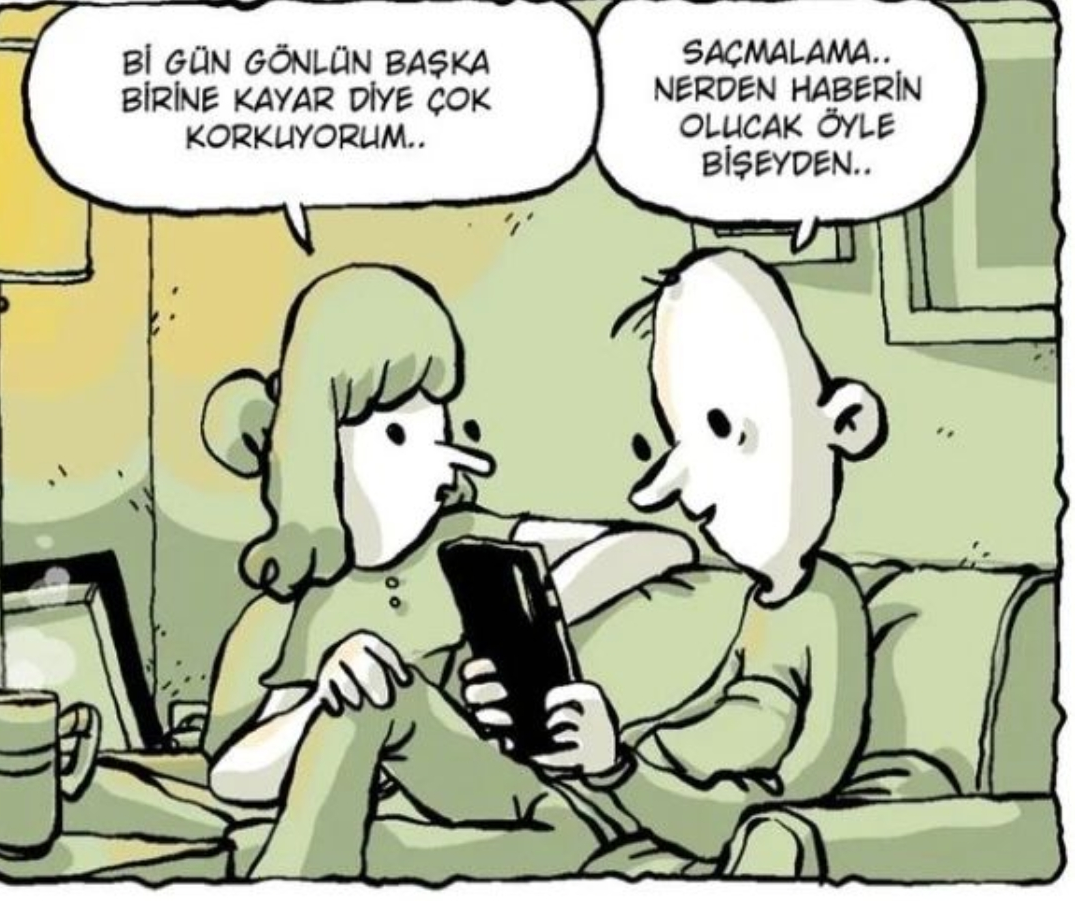 Bİ GÜN GÖNLÜN BAŞKA
BİRİNE KAYAR DİYE ÇOK
KORKUYORUM..
SAÇMALAMA..
NERDEN HABERİN
OLUCAK ÖYLE
BİŞEYDEN..